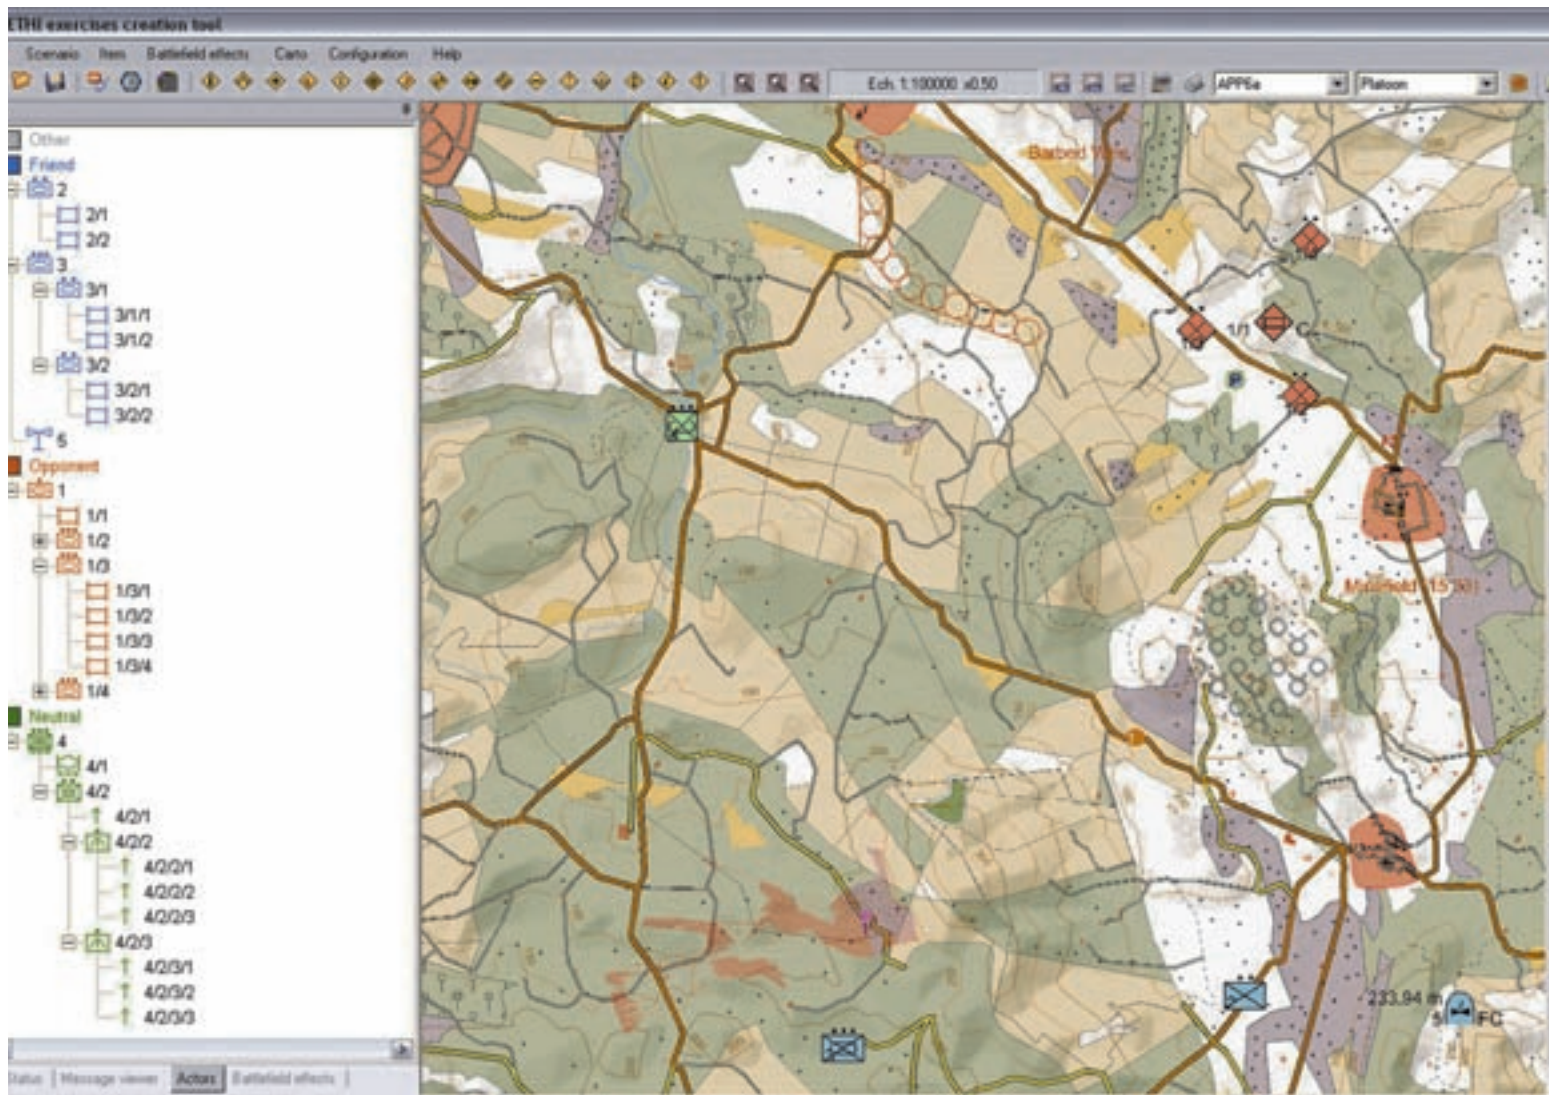 ETHI exercises creation tool
Scenario Item Battlefield effects Carto Configuration Help
Ech. 1:100000 x0.50 APP6a Platoon
Other
Friend
2
2/1
2/2
3
3/1
3/1/1
3/1/2
3/2
3/2/1
3/2/2
5
Opponent
1
1/1
1/2
1/3
1/3/1
1/3/2
1/3/3
1/3/4
1/4
Neutral
4
4/1
4/2
4/2/1
4/2/2
4/2/2/1
4/2/2/2
4/2/2/3
4/2/3
4/2/3/1
4/2/3/2
4/2/3/3
Status Message viewer Actors Battlefield effects
Barbed
1/1
C
233.94 m
5 FC